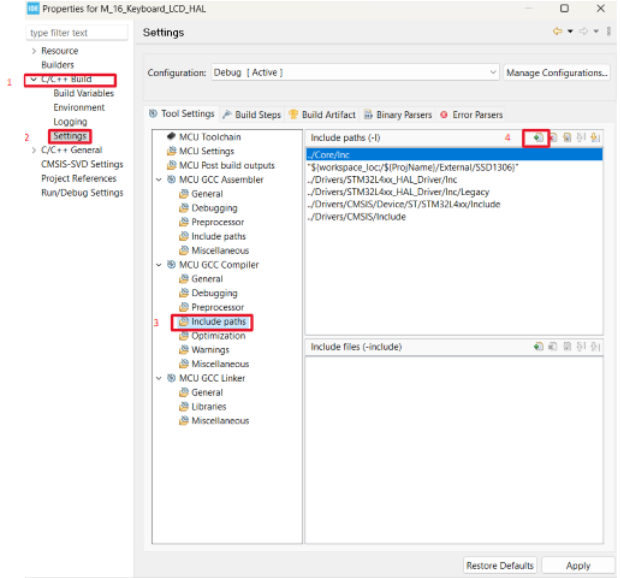 IDE Properties for M_16_Keyboard_LCD_HAL
type filter text
Settings
> Resource
Builders
1 C/C++ Build
Build Variables
Environment
Logging
2 Settings
> C/C++ General
CMSIS-SVD Settings
Project References
Run/Debug Settings
Configuration: Debug [ Active ]
Manage Configurations...
Tool Settings Build Steps Build Artifact Binary Parsers Error Parsers
MCU Toolchain
MCU Settings
MCU Post build outputs
MCU GCC Assembler
General
Debugging
Preprocessor
Include paths
Miscellaneous
MCU GCC Compiler
General
Debugging
Preprocessor
3 Include paths
Optimization
Warnings
Miscellaneous
MCU GCC Linker
General
Libraries
Miscellaneous
Include paths (-I) 4
../Core/Inc
"${workspace_loc:/${ProjName}/External/SSD1306}"
../Drivers/STM32L4xx_HAL_Driver/Inc
../Drivers/STM32L4xx_HAL_Driver/Inc/Legacy
../Drivers/CMSIS/Device/ST/STM32L4xx/Include
../Drivers/CMSIS/Include
Include files (-include)
Restore Defaults Apply